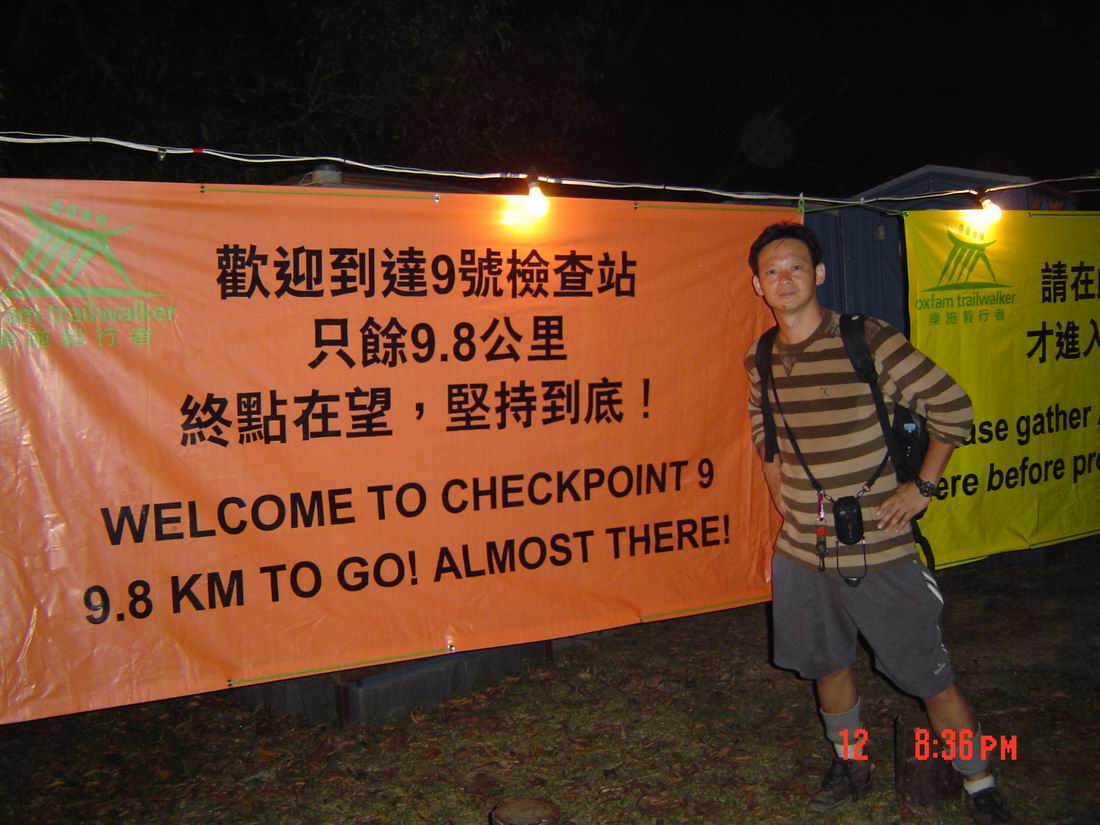 oxfam trailwalker
樂施毅行者
歡迎到達9號檢查站
只餘9.8公里
終點在望，堅持到底！
WELCOME TO CHECKPOINT 9
9.8 KM TO GO! ALMOST THERE!
oxfam trailwalker
樂施毅行者
請在
才進入
gather
before
12 8:36PM